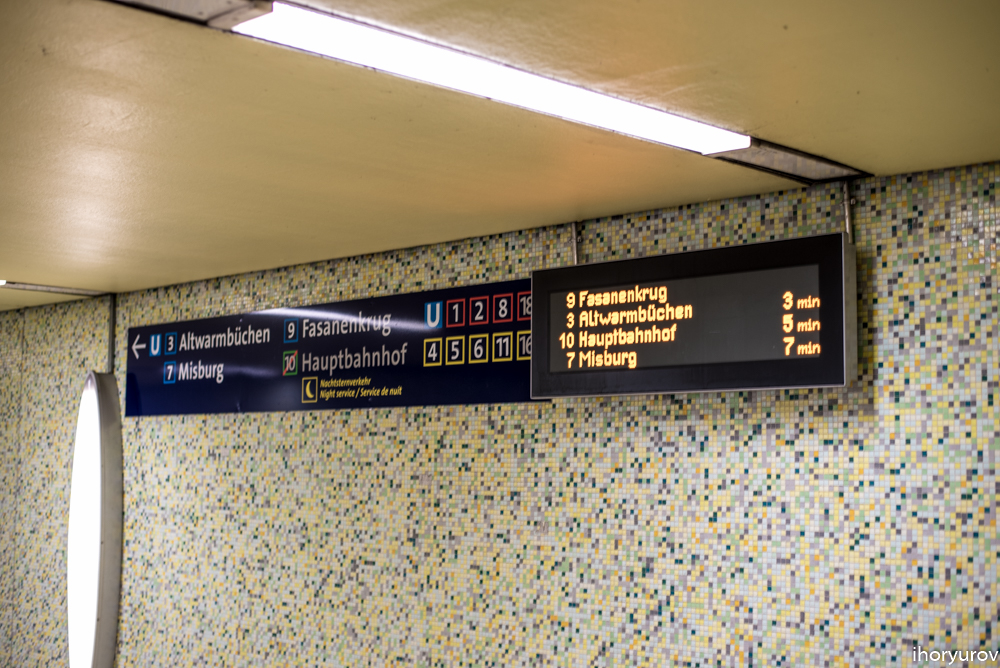 ← U 3 Altwarmbüchen
7 Misburg
9 Fasanenkrug
10 Hauptbahnhof
Nachtsternverkehr
Night service / Service de nuit
U 1 2 8 18
4 5 6 11 16
9 Fasanenkrug
3 Altwarmbüchen 3 min
10 Hauptbahnhof 5 min
7 Misburg 7 min
ihoryurov